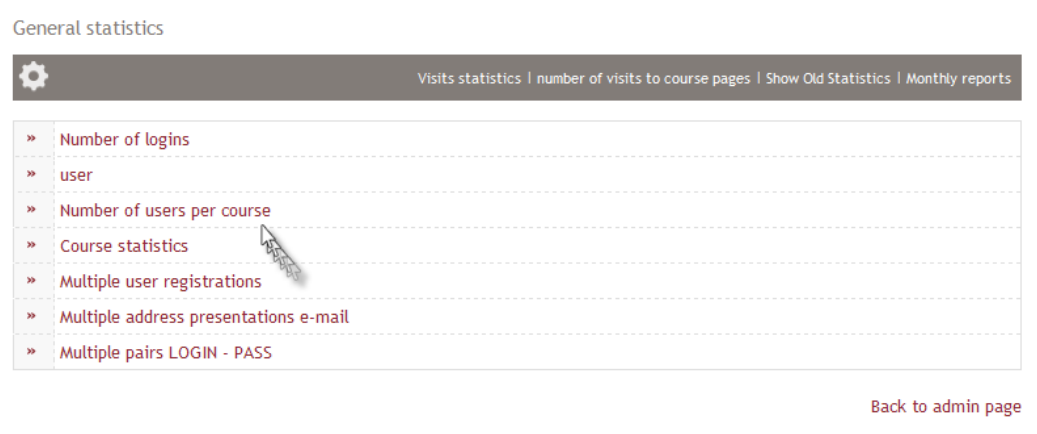 General statistics
Visits statistics | number of visits to course pages | Show Old Statistics | Monthly reports
» Number of logins
» user
» Number of users per course
» Course statistics
» Multiple user registrations
» Multiple address presentations e-mail
» Multiple pairs LOGIN - PASS
Back to admin page